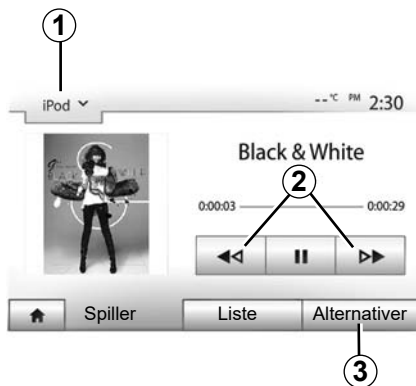 1
iPod
--°C PM 2:30
Black & White
2
0:00:03 0:00:29
Spiller Liste Alternativer
3